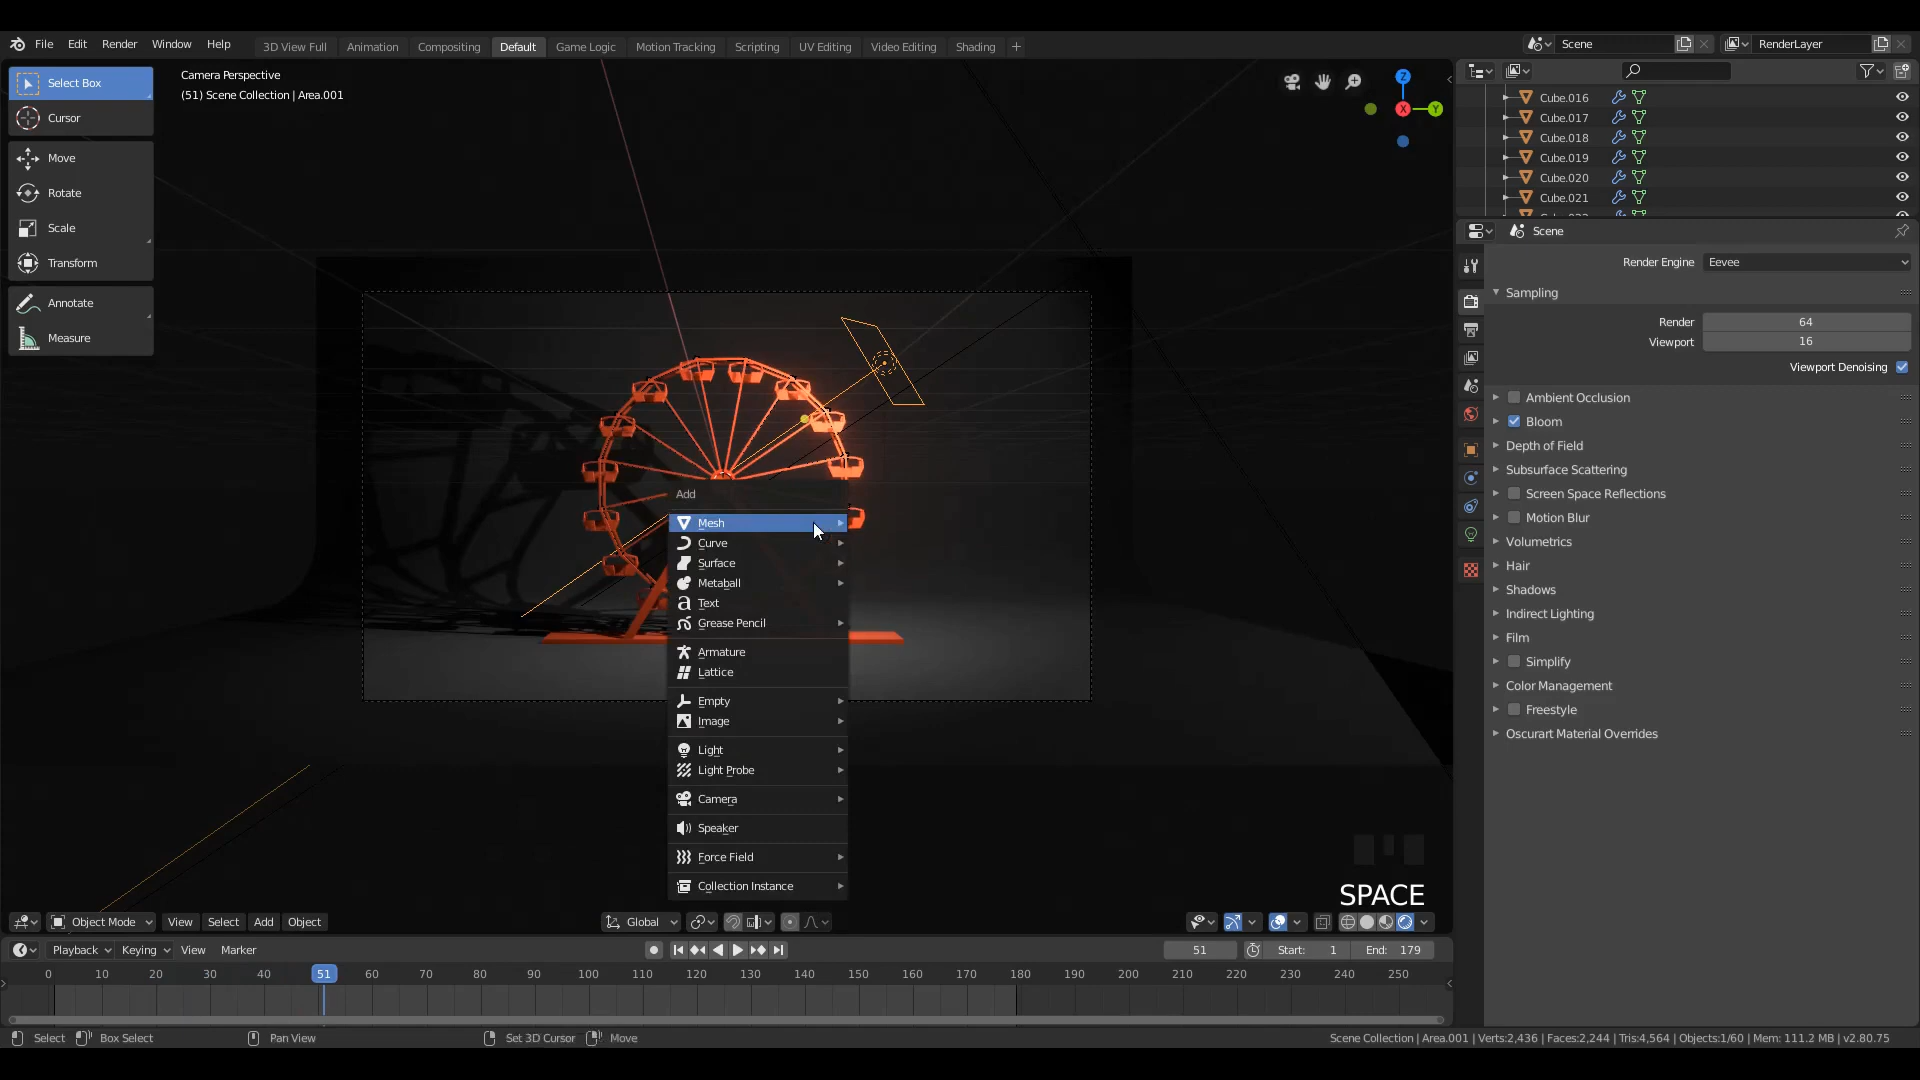 File Edit Render Window Help
3D View Full Animation Compositing Default Game Logic Motion Tracking Scripting UV Editing Video Editing Shading +
Scene RenderLayer
Select Box
Cursor
Move
Rotate
Scale
Transform
Annotate
Measure
Camera Perspective
(51) Scene Collection | Area.001
Z
X
Y
Add
Mesh
Curve
Surface
Metaball
Text
Grease Pencil
Armature
Lattice
Empty
Image
Light
Light Probe
Camera
Speaker
Force Field
Collection Instance
SPACE
Cube.016
Cube.017
Cube.018
Cube.019
Cube.020
Cube.021
Scene
Render Engine Eevee
Sampling
Render 64
Viewport 16
Viewport Denoising
Ambient Occlusion
Bloom
Depth of Field
Subsurface Scattering
Screen Space Reflections
Motion Blur
Volumetrics
Hair
Shadows
Indirect Lighting
Film
Simplify
Color Management
Freestyle
Oscurart Material Overrides
Object Mode View Select Add Object Global
Playback Keying View Marker 51 Start: 1 End: 179
0 10 20 30 40 51 60 70 80 90 100 110 120 130 140 150 160 170 180 190 200 210 220 230 240 250
Select Box Select Pan View Set 3D Cursor Move Scene Collection | Area.001 | Verts:2,436 | Faces:2,244 | Tris:4,564 | Objects:1/60 | Mem: 111.2 MB | v2.80.75